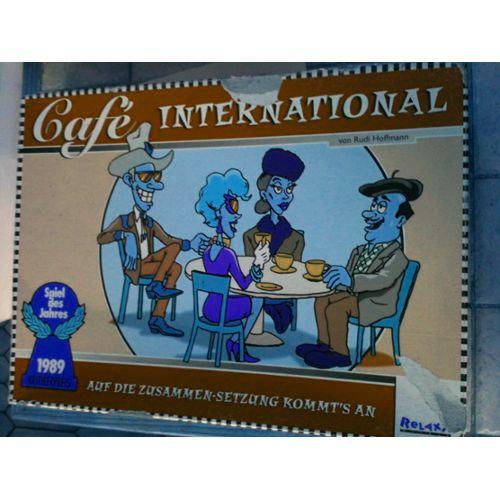 Café INTERNATIONAL
von Rudi Hoffmann
Spiel
des
Jahres
1989
AUF DIE ZUSAMMEN-SETZUNG KOMMT'S AN
RELAX